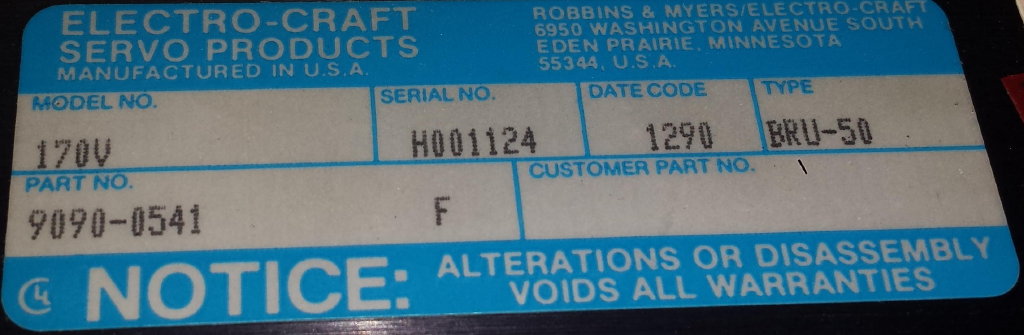 ELECTRO-CRAFT
SERVO PRODUCTS
MANUFACTURED IN U.S.A.
ROBBINS & MYERS/ELECTRO-CRAFT
6950 WASHINGTON AVENUE SOUTH
EDEN PRAIRIE, MINNESOTA
55344, U.S.A.
MODEL NO. SERIAL NO. DATE CODE TYPE
170V H001124 1290 BRU-50
PART NO. CUSTOMER PART NO.
9090-0541 F
NOTICE: ALTERATIONS OR DISASSEMBLY
VOIDS ALL WARRANTIES